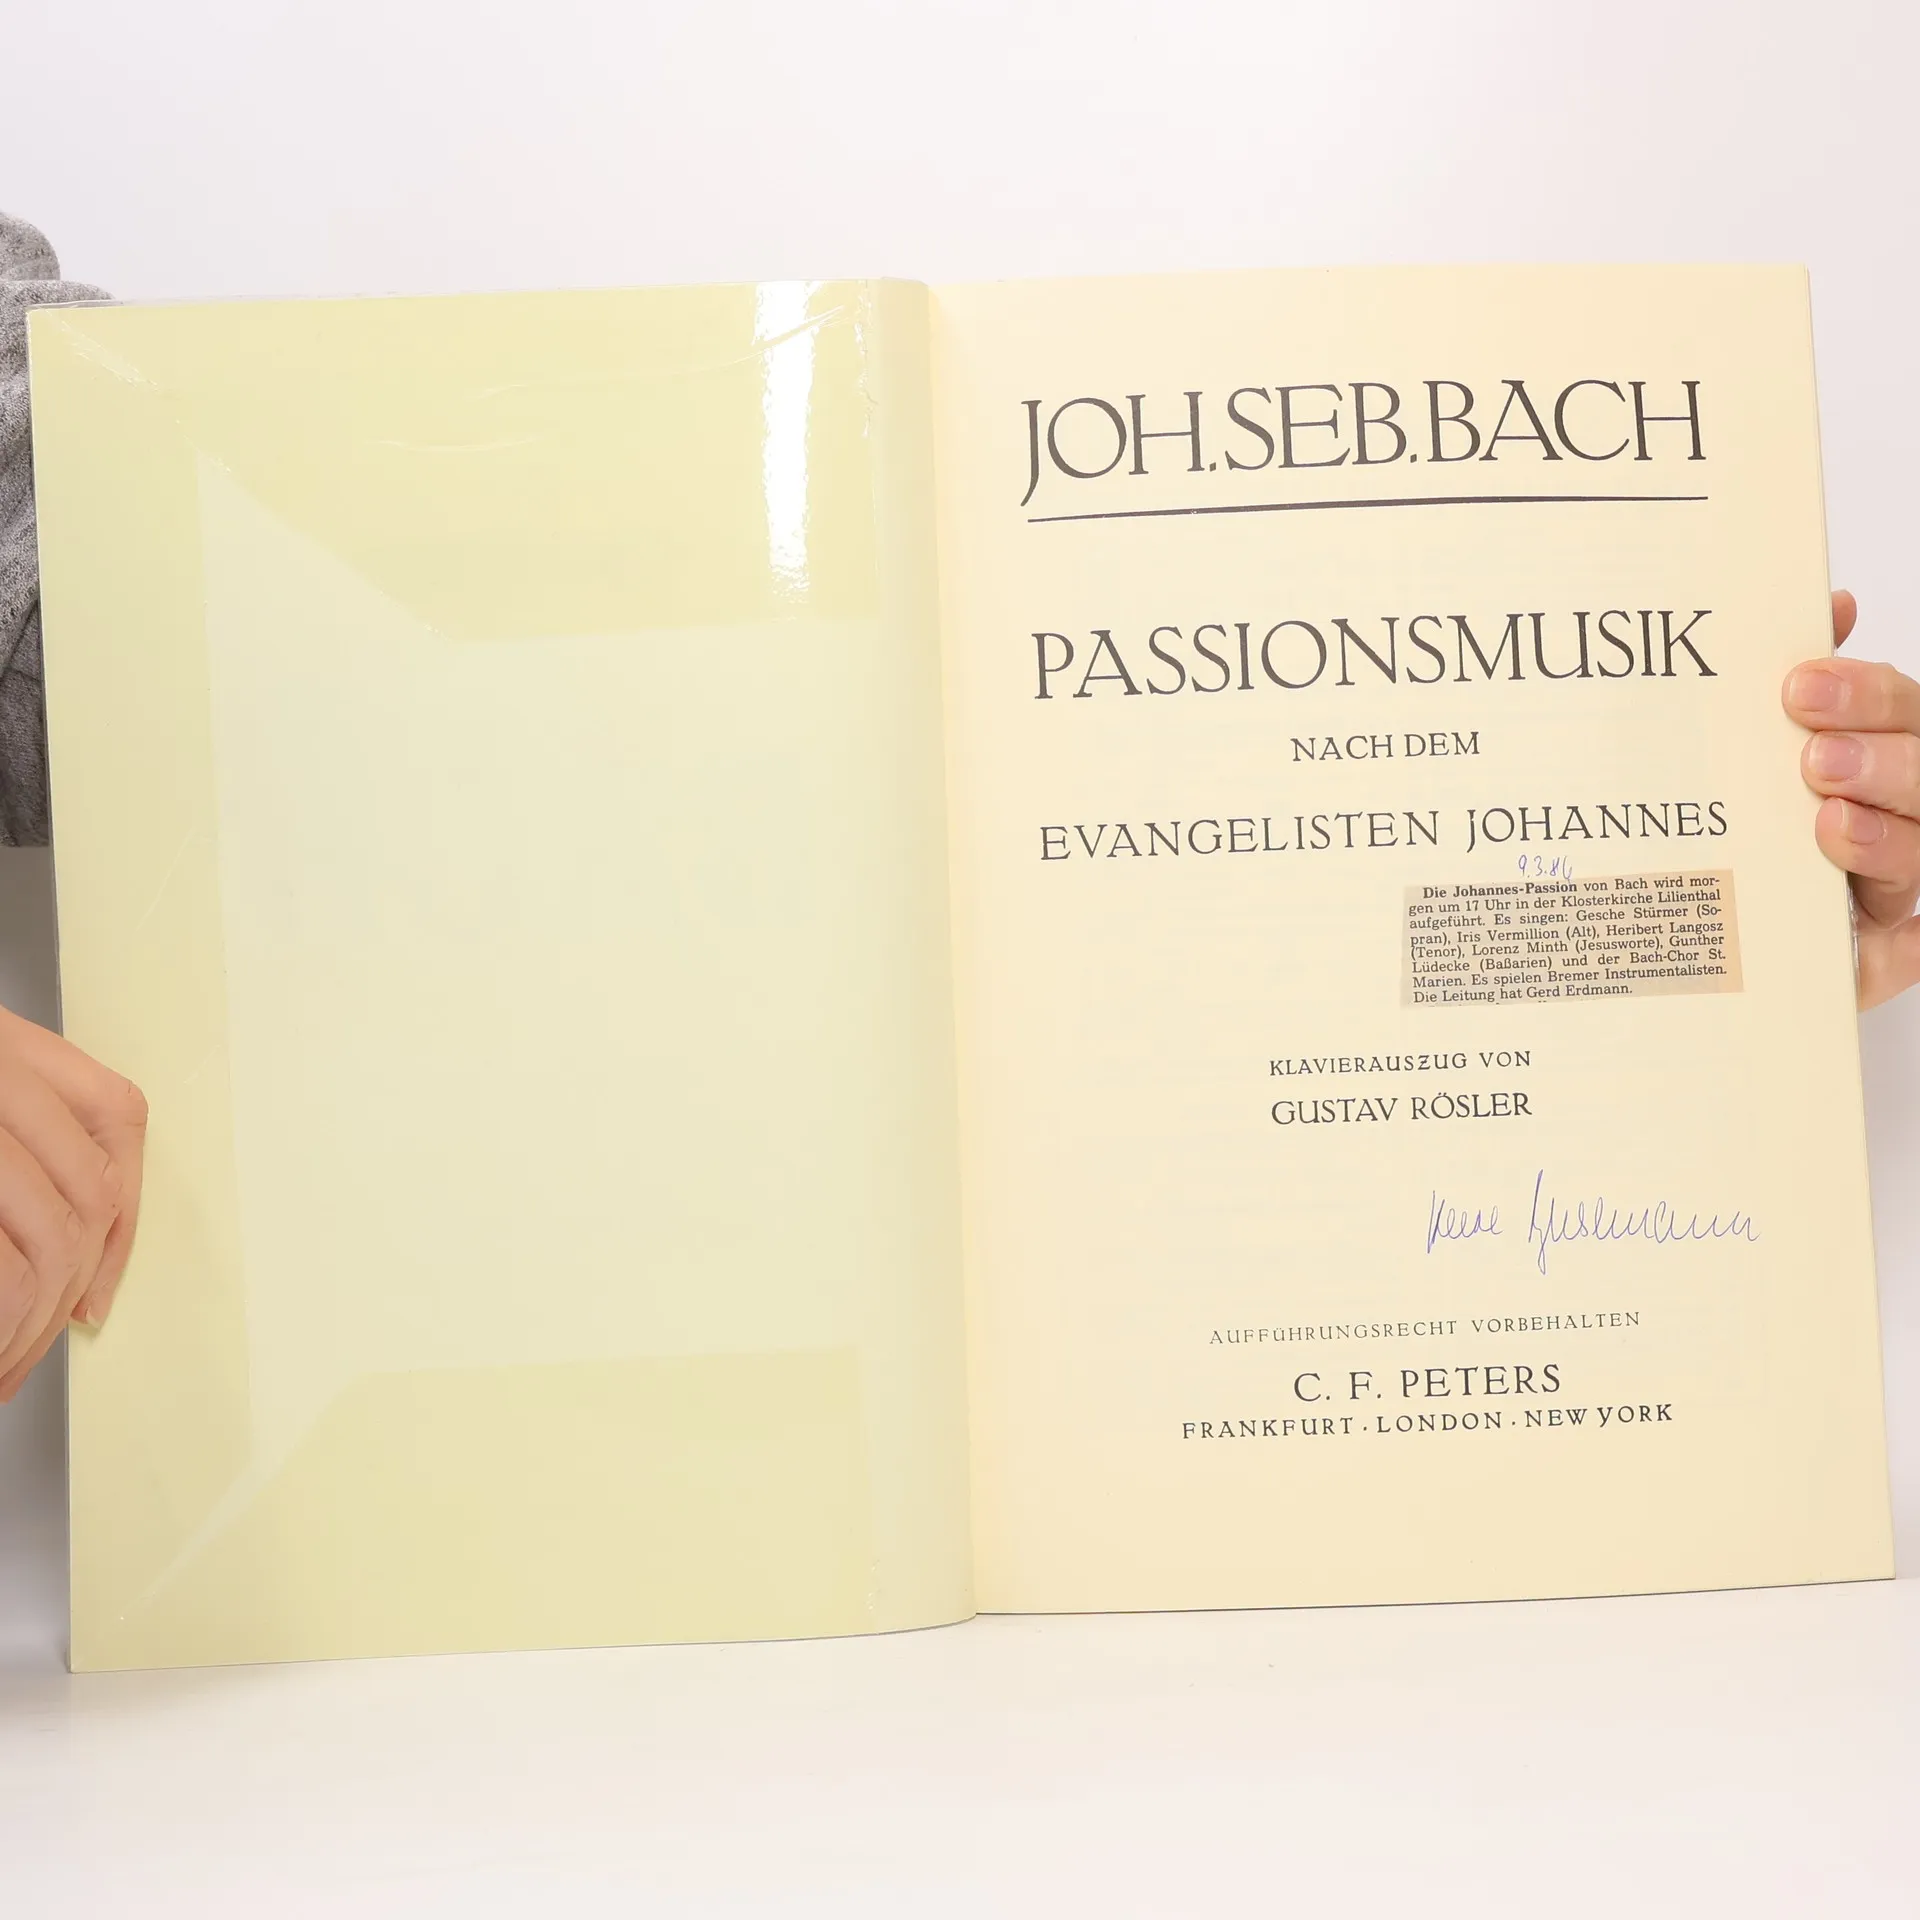 JOH. SEB. BACH
PASSIONSMUSIK
NACH DEM
EVANGELISTEN JOHANNES
9.3.86
Die Johannes-Passion von Bach wird mor-
gen um 17 Uhr in der Klosterkirche Lilienthal
aufgeführt. Es singen: Gesche Stürmer (So-
pran), Iris Vermillion (Alt), Heribert Langosz
(Tenor), Lorenz Minth (Jesusworte), Gunther
Lüdecke (Baßarien) und der Bach-Chor St.
Marien. Es spielen Bremer Instrumentalisten.
Die Leitung hat Gerd Erdmann.
KLAVIERAUSZUG VON
GUSTAV RÖSLER
AUFFÜHRUNGSRECHT VORBEHALTEN
C. F. PETERS
FRANKFURT . LONDON . NEW YORK